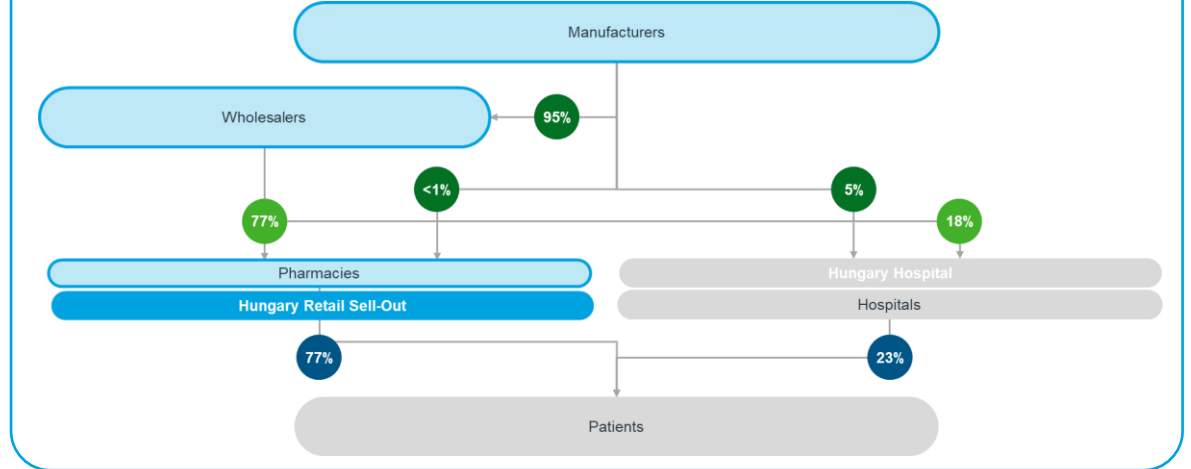 Manufacturers
Wholesalers
95%
<1%
5%
77%
18%
Pharmacies
Hungary Hospital
Hungary Retail Sell-Out
Hospitals
77%
23%
Patients